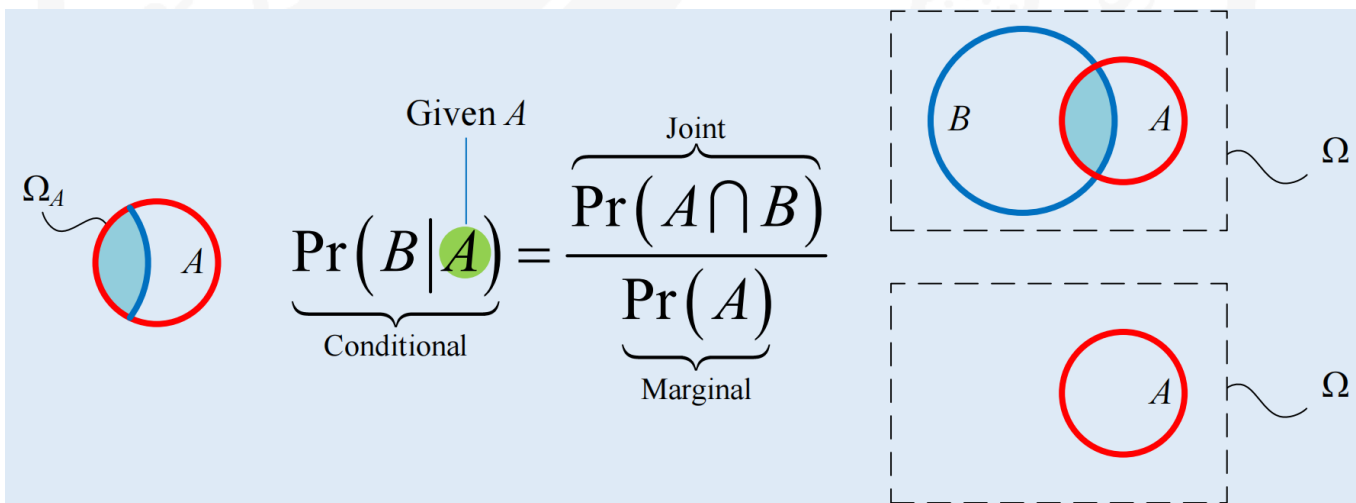 Given A
Joint
B
A
Ω
Ω_A
A
Pr(B|A) = Pr(A ∩ B) / Pr(A)
Conditional
Marginal
A
Ω